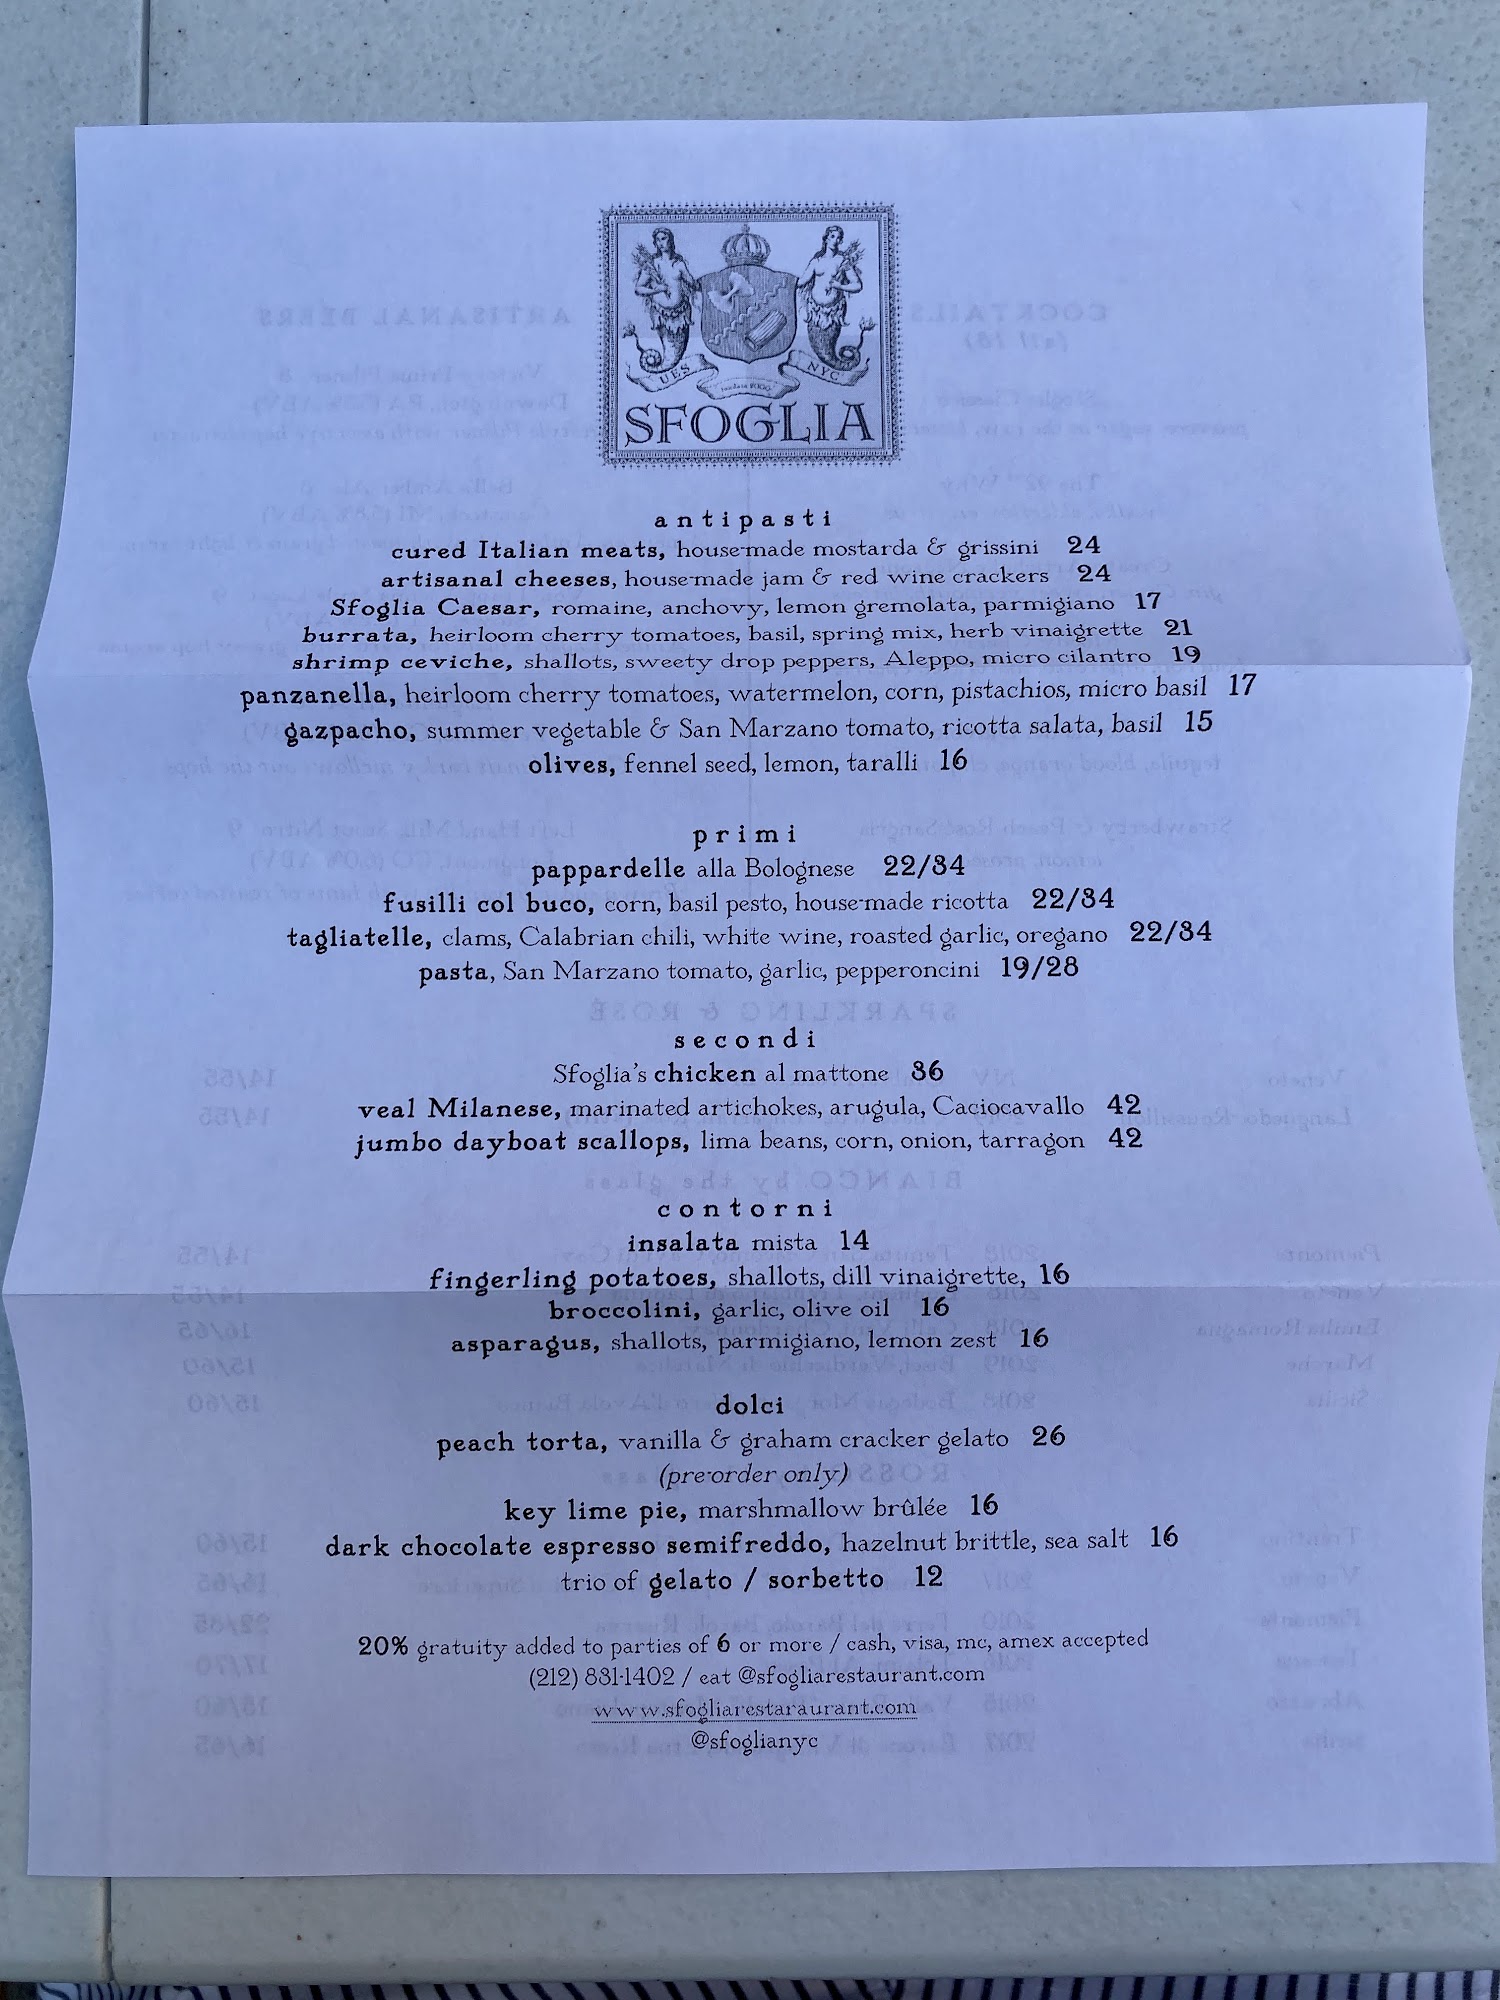 UES
NYC
SFOGLIA
antipasti
cured Italian meats, house-made mostarda & grissini 24
artisanal cheeses, house-made jam & red wine crackers 24
Sfoglia Caesar, romaine, anchovy, lemon gremolata, parmigiano 17
burrata, heirloom cherry tomatoes, basil, spring mix, herb vinaigrette 21
shrimp ceviche, shallots, sweety drop peppers, Aleppo, micro cilantro 19
panzanella, heirloom cherry tomatoes, watermelon, corn, pistachios, micro basil 17
gazpacho, summer vegetable & San Marzano tomato, ricotta salata, basil 15
olives, fennel seed, lemon, taralli 16
primi
pappardelle alla Bolognese 22/34
fusilli col buco, corn, basil pesto, house-made ricotta 22/34
tagliatelle, clams, Calabrian chili, white wine, roasted garlic, oregano 22/34
pasta, San Marzano tomato, garlic, pepperoncini 19/28
secondi
Sfoglia's chicken al mattone 36
veal Milanese, marinated artichokes, arugula, Caciocavallo 42
jumbo dayboat scallops, lima beans, corn, onion, tarragon 42
contorni
insalata mista 14
fingerling potatoes, shallots, dill vinaigrette, 16
broccolini, garlic, olive oil 16
asparagus, shallots, parmigiano, lemon zest 16
dolci
peach torta, vanilla & graham cracker gelato 26
(pre-order only)
key lime pie, marshmallow brûlée 16
dark chocolate espresso semifreddo, hazelnut brittle, sea salt 16
trio of gelato / sorbetto 12
20% gratuity added to parties of 6 or more / cash, visa, mc, amex accepted
(212) 831-1402 / eat @sfogliarestaurant.com
www.sfogliarestaraurant.com
@sfoglianyc